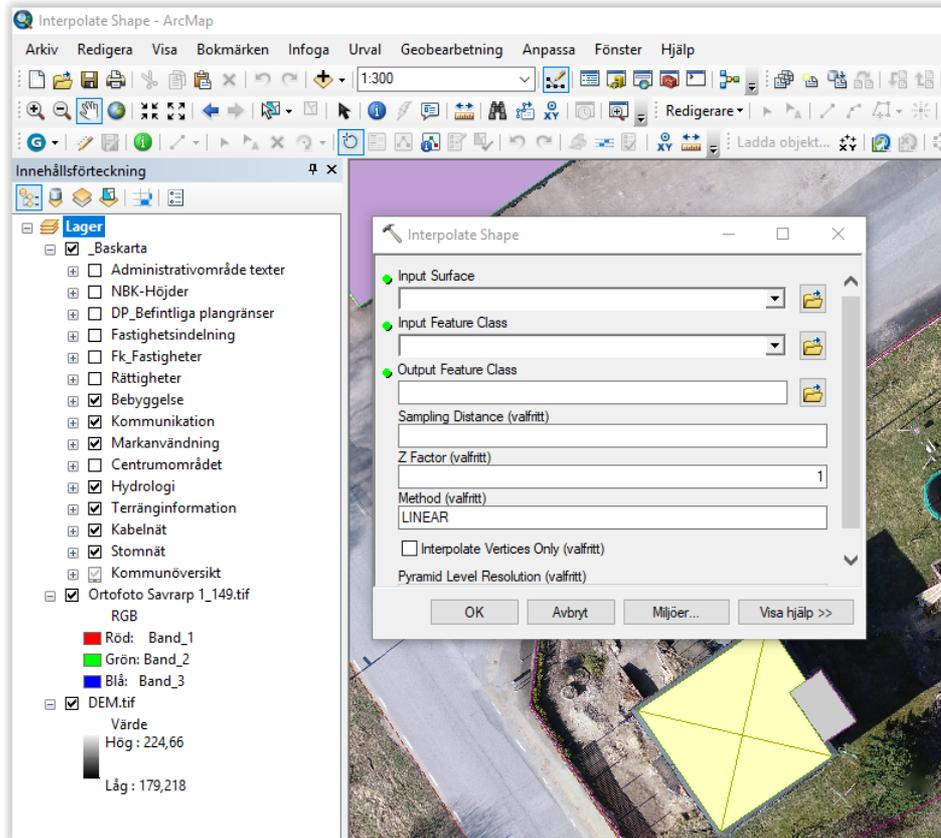 Interpolate Shape - ArcMap
Arkiv Redigera Visa Bokmärken Infoga Urval Geobearbetning Anpassa Fönster Hjälp
1:300
Redigerare
Ladda objekt...
Innehållsförteckning
Lager
_Baskarta
Administrativområde texter
NBK-Höjder
DP_Befintliga plangränser
Fastighetsindelning
Fk_Fastigheter
Rättigheter
Bebyggelse
Kommunikation
Markanvändning
Centrumområdet
Hydrologi
Terränginformation
Kabelnät
Stomnät
Kommunöversikt
Ortofoto Savrarp 1_149.tif
RGB
Röd: Band_1
Grön: Band_2
Blå: Band_3
DEM.tif
Värde
Hög : 224,66
Låg : 179,218
Interpolate Shape
Input Surface
Input Feature Class
Output Feature Class
Sampling Distance (valfritt)
Z Factor (valfritt)
1
Method (valfritt)
LINEAR
Interpolate Vertices Only (valfritt)
Pyramid Level Resolution (valfritt)
OK Avbryt Miljöer... Visa hjälp >>